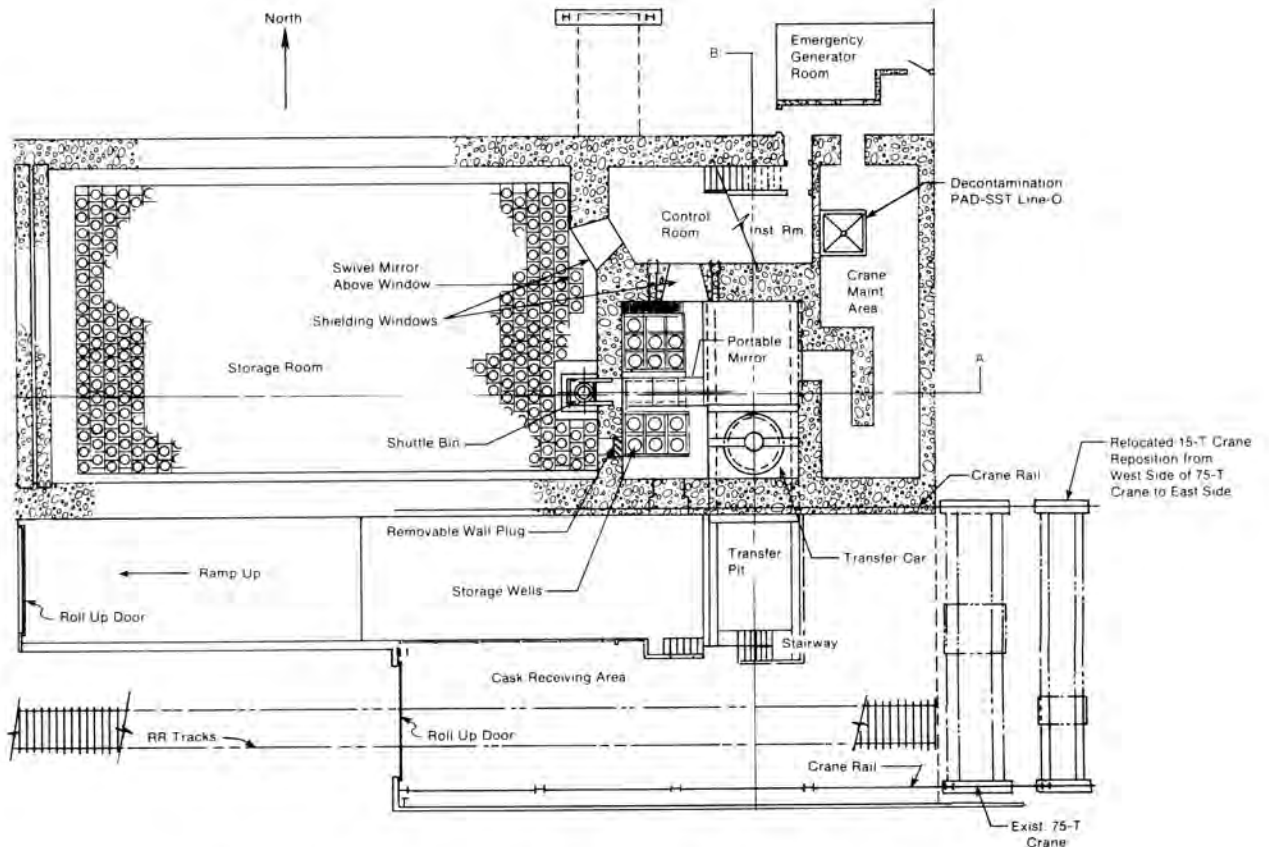 North
Emergency
Generator
Room
B
Decontamination
PAD-SST Line-O
Control
Room
Inst. Rm.
Swivel Mirror
Above Window
Crane
Maint
Area
Shielding Windows
Portable
Mirror
Storage Room
A
Shuttle Bin
Relocated 15-T Crane
Reposition from
West Side of 75-T
Crane to East Side
Crane Rail
Removable Wall Plug
Transfer
Pit
Transfer Car
Ramp Up
Storage Wells
Roll Up Door
Stairway
Cask Receiving Area
RR Tracks
Roll Up Door
Crane Rail
Exist. 75-T
Crane